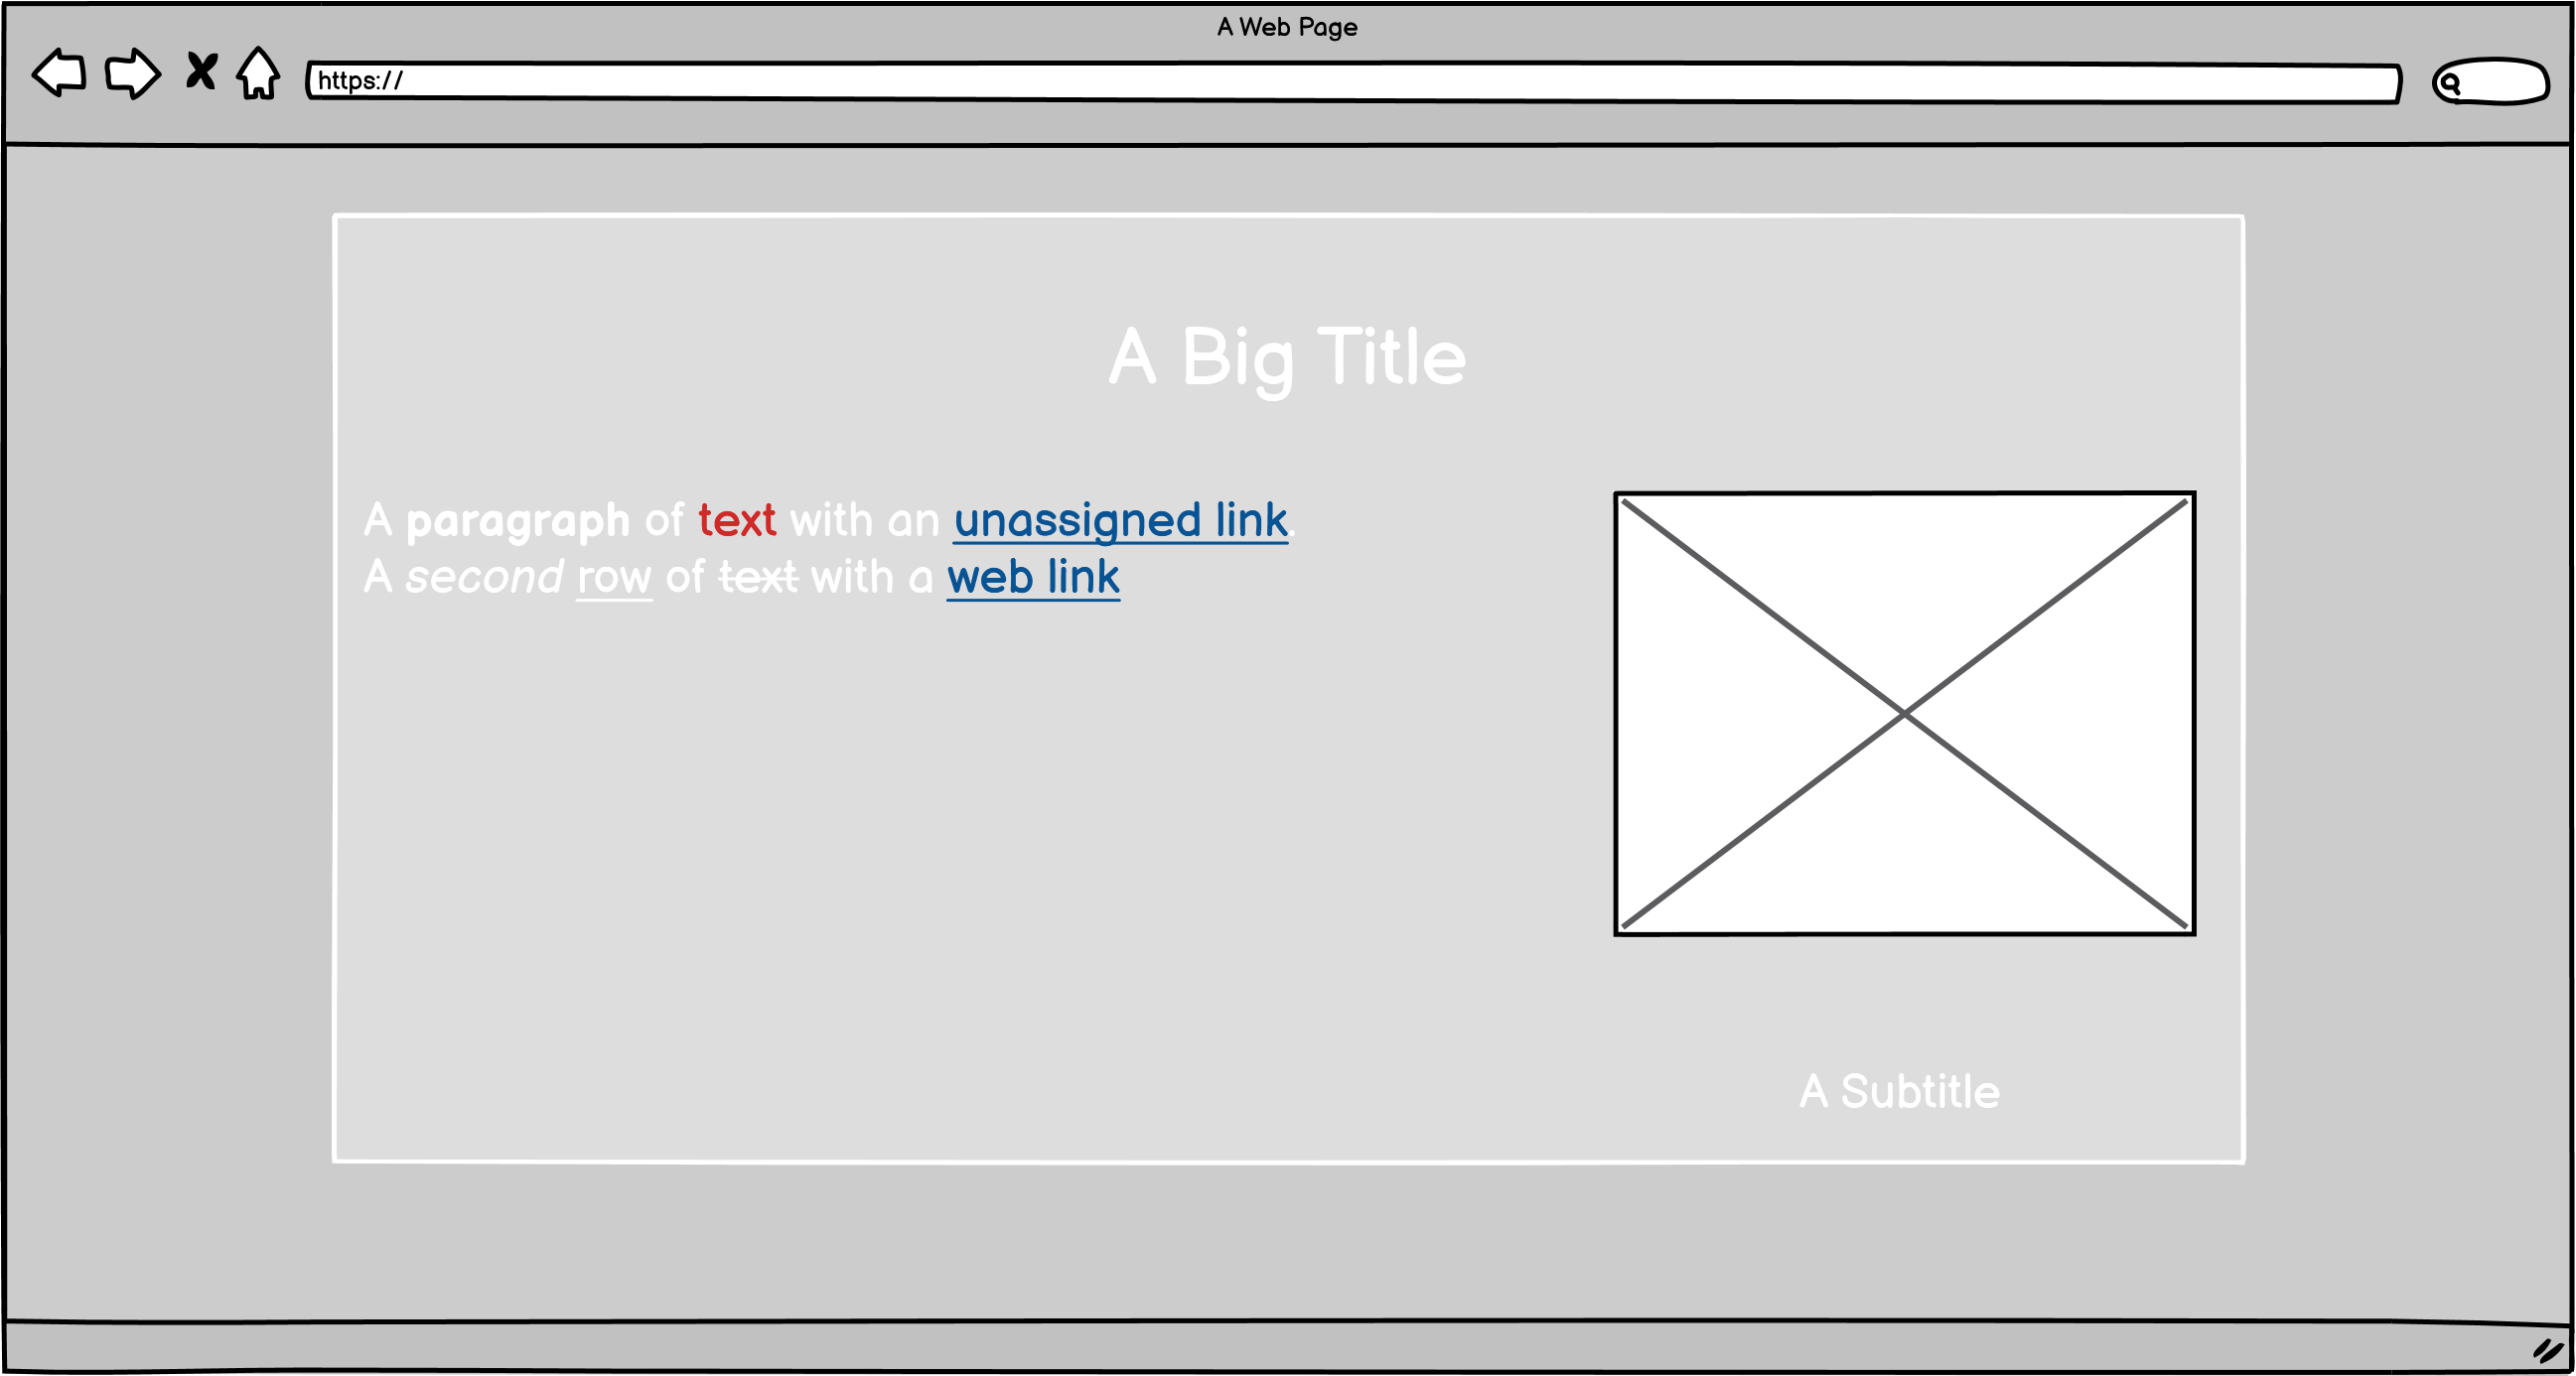 A Web Page
https://
A Big Title
A paragraph of text with an unassigned link.
A second row of text with a web link
A Subtitle